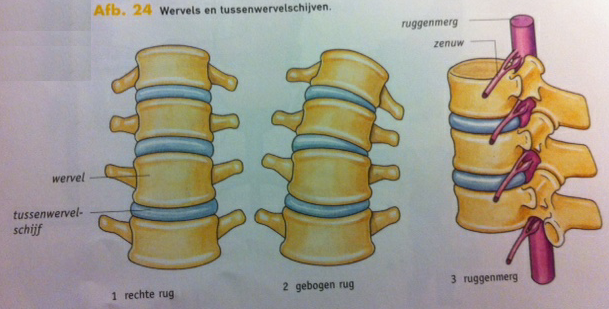 Afb. 24 Wervels en tussenwervelschijven.
ruggenmerg
zenuw
wervel
tussenwervel-
schijf
1 rechte rug
2 gebogen rug
3 ruggenmerg